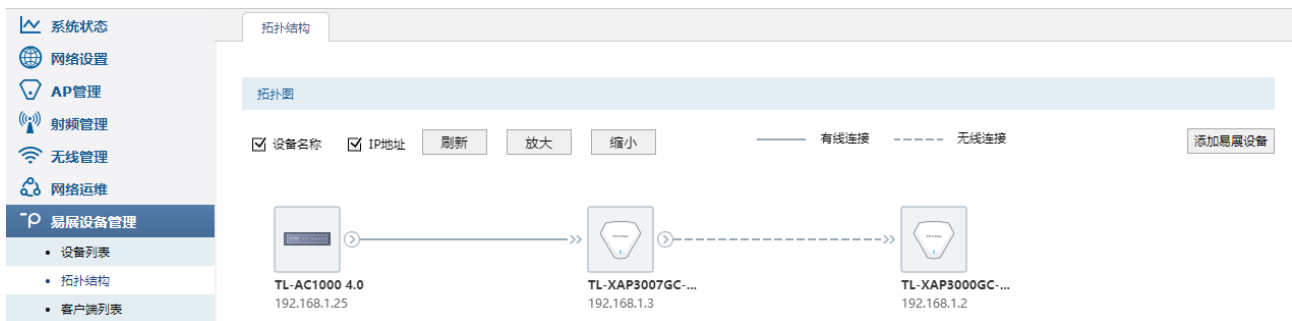 系统状态
网络设置
AP管理
射频管理
无线管理
网络运维
易展设备管理
设备列表
拓扑结构
客户端列表
拓扑结构
拓扑图
设备名称 IP地址 刷新 放大 缩小 有线连接 无线连接 添加易展设备
TL-AC1000 4.0 TL-XAP3007GC-... TL-XAP3000GC-...
192.168.1.25 192.168.1.3 192.168.1.2